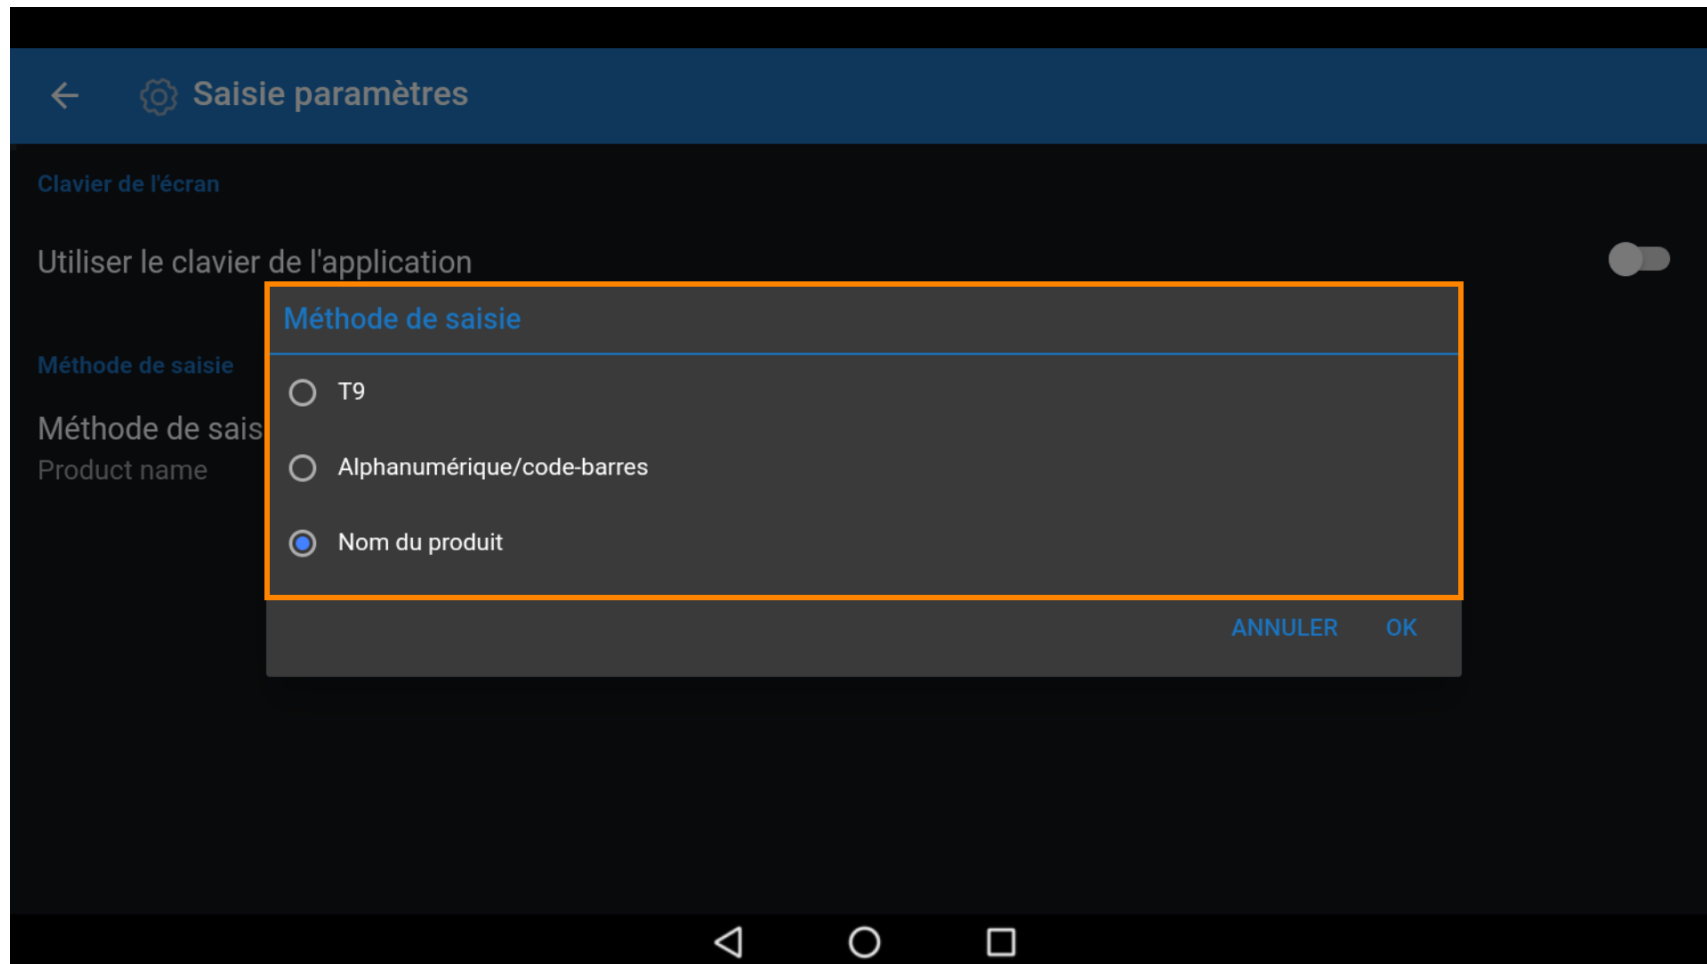 Saisie paramètres
Clavier de l'écran
Utiliser le clavier de l'application
Méthode de saisie
Méthode de saisie
T9
Méthode de sais
Product name
Alphanumérique/code-barres
Nom du produit
ANNULER OK